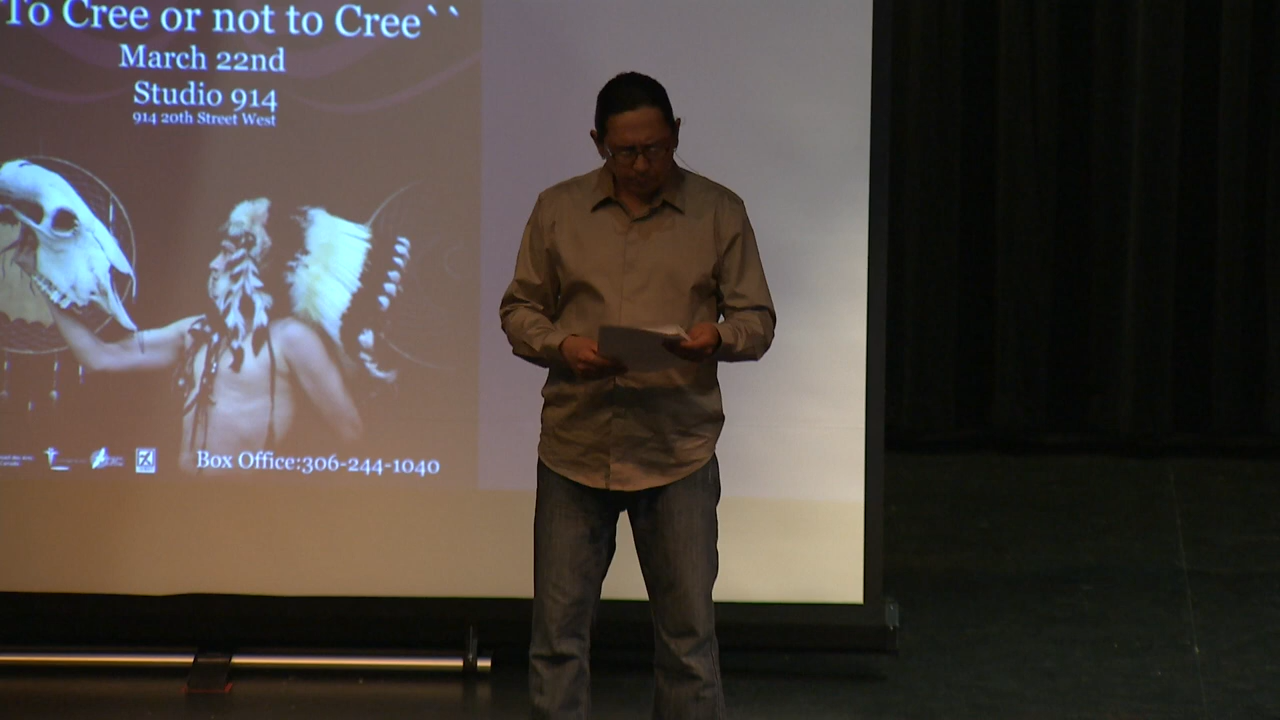 To Cree or not to Cree``
March 22nd
Studio 914
914 20th Street West
Box Office:306-244-1040